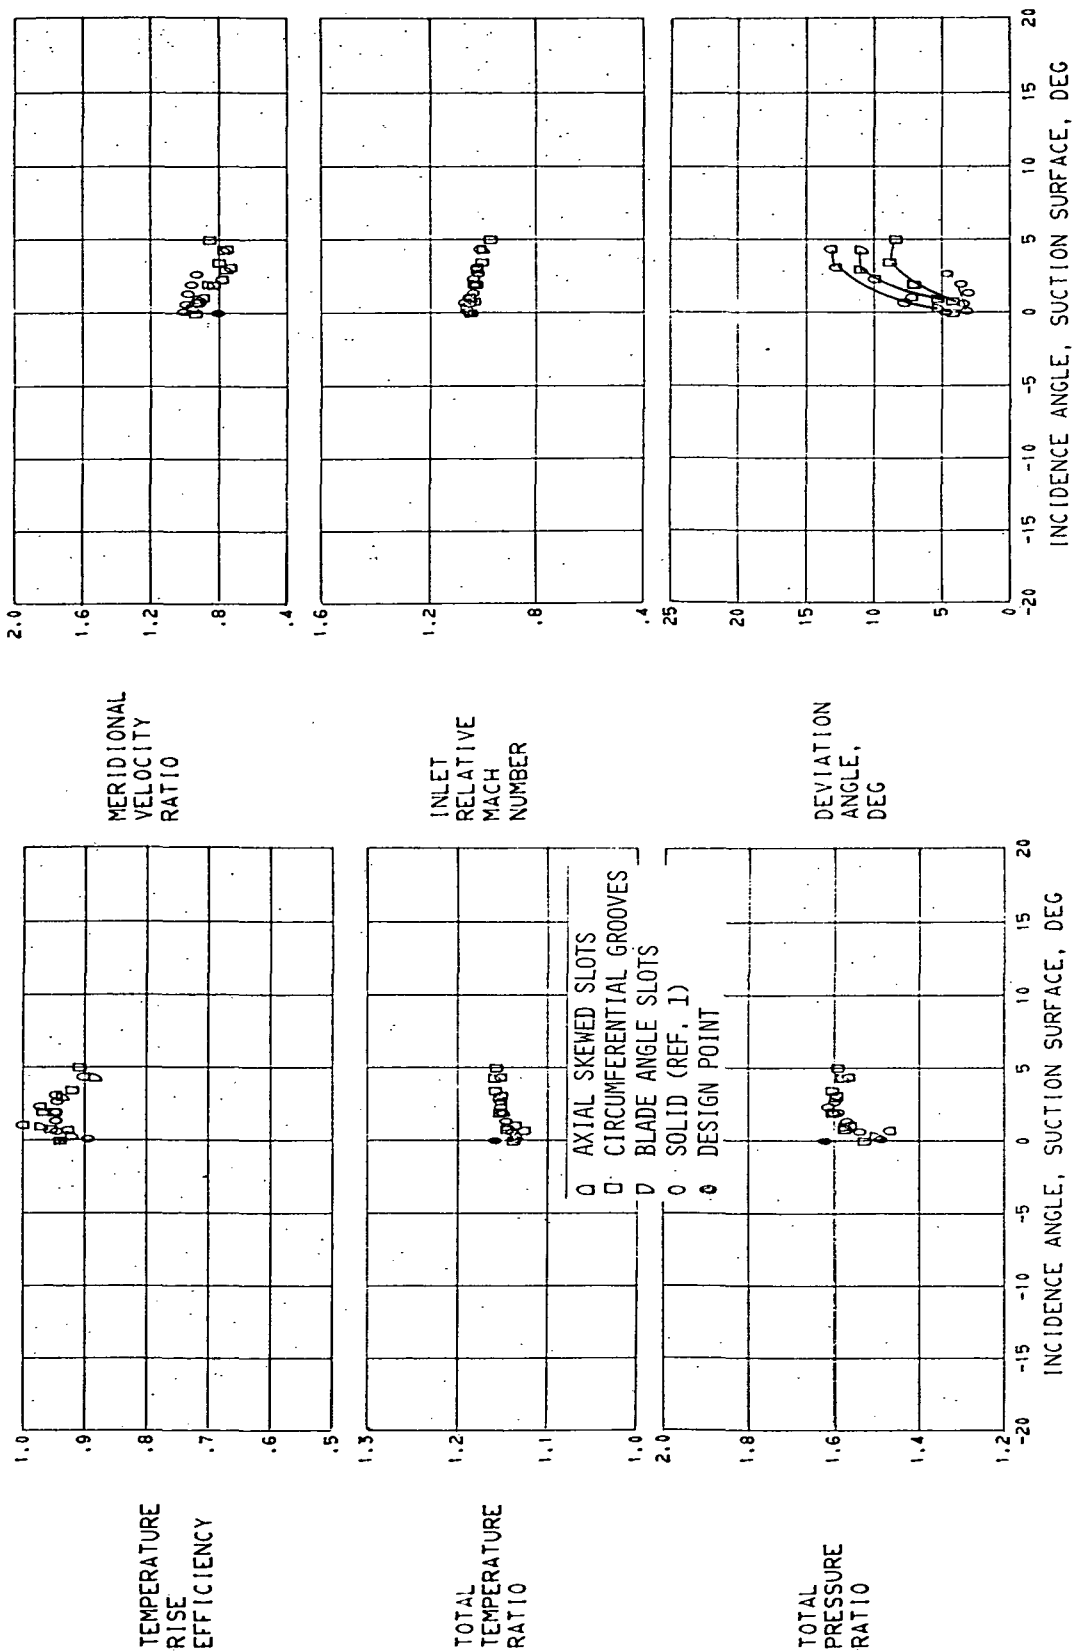 TEMPERATURE
RISE
EFFICIENCY
1.0
.9
.8
.7
.6
.5
TOTAL
TEMPERATURE
RATIO
1.3
1.2
1.1
1.0
AXIAL SKEWED SLOTS
CIRCUMFERENTIAL GROOVES
BLADE ANGLE SLOTS
SOLID (REF. 1)
DESIGN POINT
TOTAL
PRESSURE
RATIO
2.0
1.8
1.6
1.4
1.2
-20 -15 -10 -5 0 5 10 15 20
INCIDENCE ANGLE, SUCTION SURFACE, DEG
MERIDIONAL
VELOCITY
RATIO
2.0
1.6
1.2
.8
.4
INLET
RELATIVE
MACH
NUMBER
1.6
1.2
.8
.4
DEVIATION
ANGLE,
DEG
25
20
15
10
5
0
-20 -15 -10 -5 0 5 10 15 20
INCIDENCE ANGLE, SUCTION SURFACE, DEG